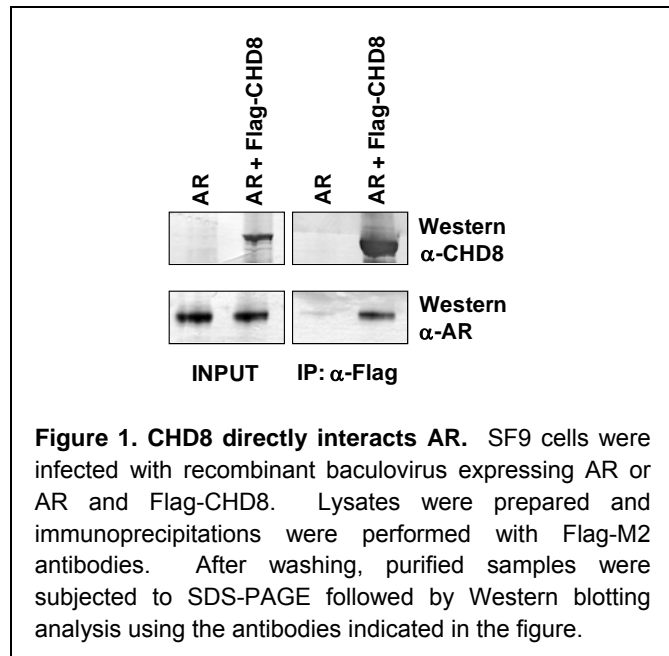 AR
AR + Flag-CHD8
AR
AR + Flag-CHD8
Western
α-CHD8
Western
α-AR
INPUT
IP: α-Flag
Figure 1. CHD8 directly interacts AR. SF9 cells were
infected with recombinant baculovirus expressing AR or
AR and Flag-CHD8. Lysates were prepared and
immunoprecipitations were performed with Flag-M2
antibodies. After washing, purified samples were
subjected to SDS-PAGE followed by Western blotting
analysis using the antibodies indicated in the figure.